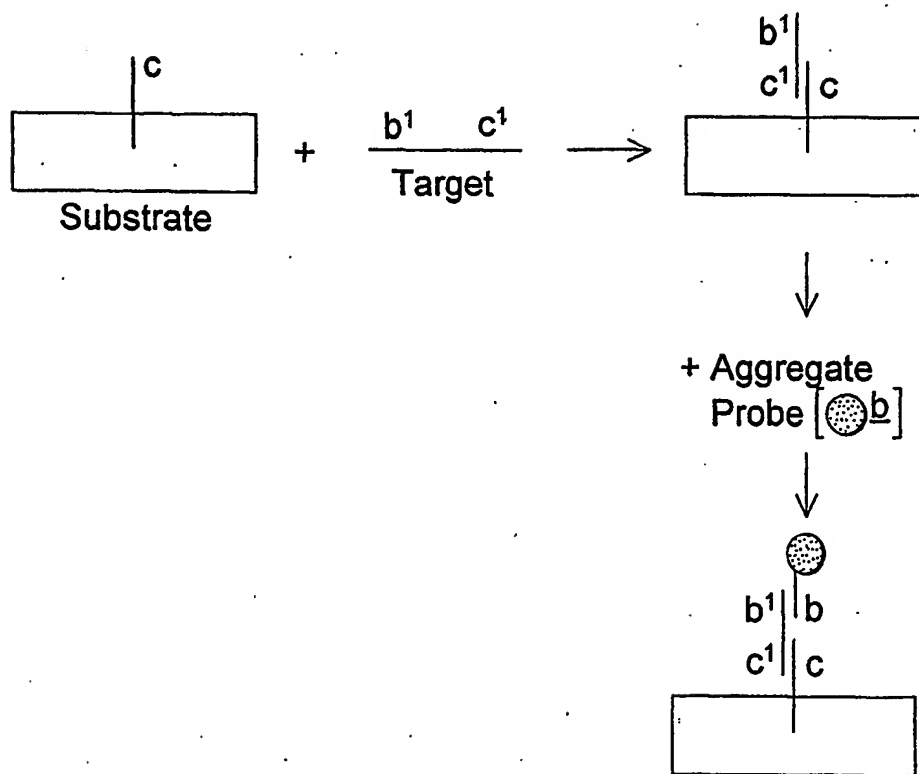 c
Substrate
+
b¹ c¹
Target
b¹
c¹ c
+ Aggregate
Probe [ b ]
b¹ b
c¹ c